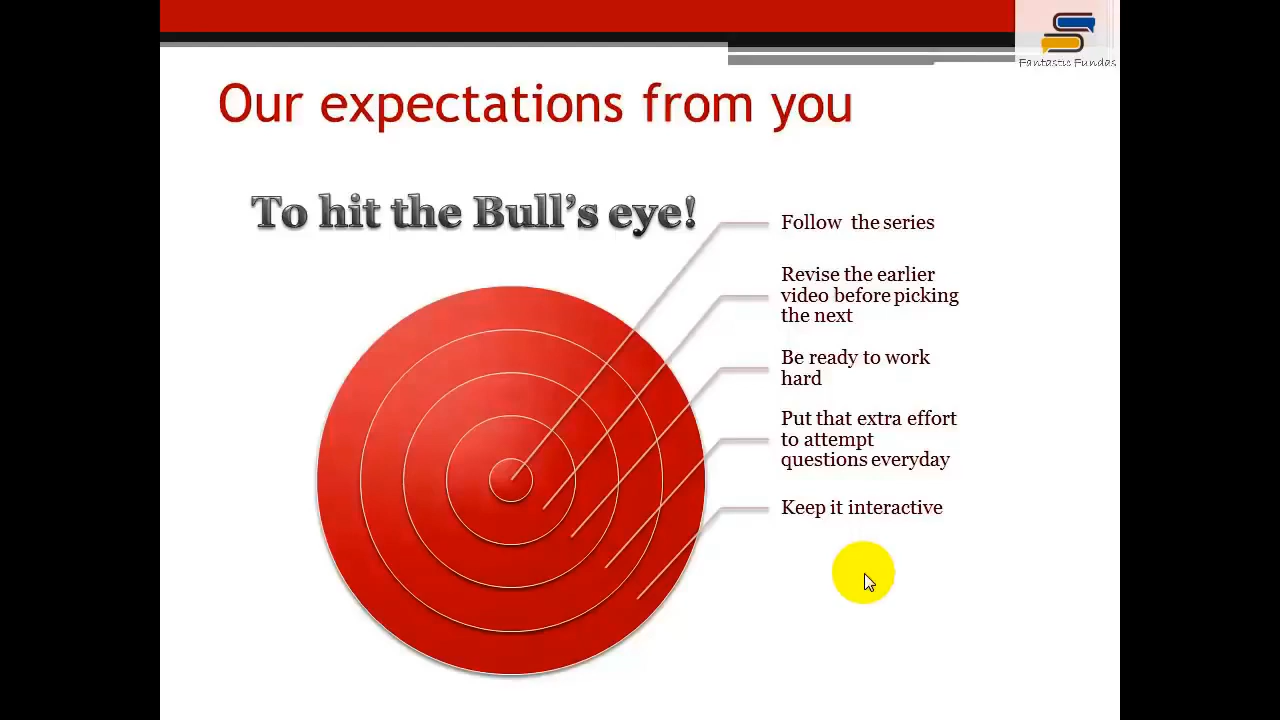 Fantastic Fundas
Our expectations from you
To hit the Bull's eye!
Follow the series
Revise the earlier
video before picking
the next
Be ready to work
hard
Put that extra effort
to attempt
questions everyday
Keep it interactive